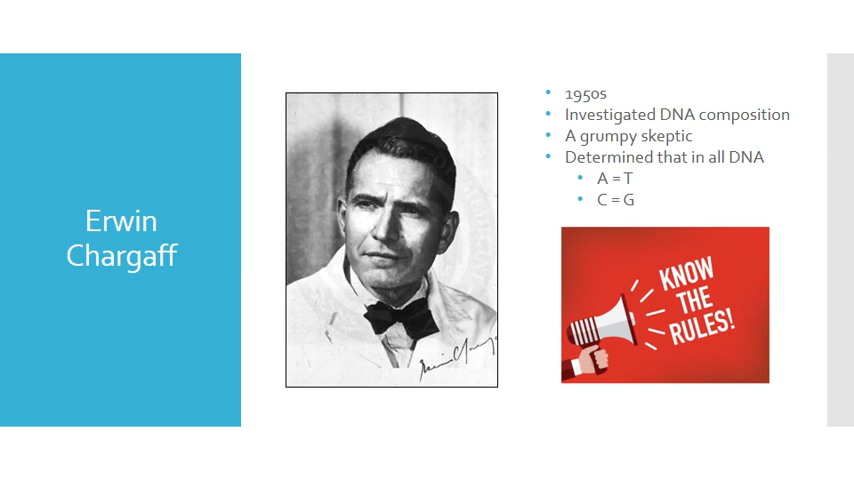 Erwin
Chargaff
1950s
Investigated DNA composition
A grumpy skeptic
Determined that in all DNA
A = T
C = G
KNOW
THE
RULES!